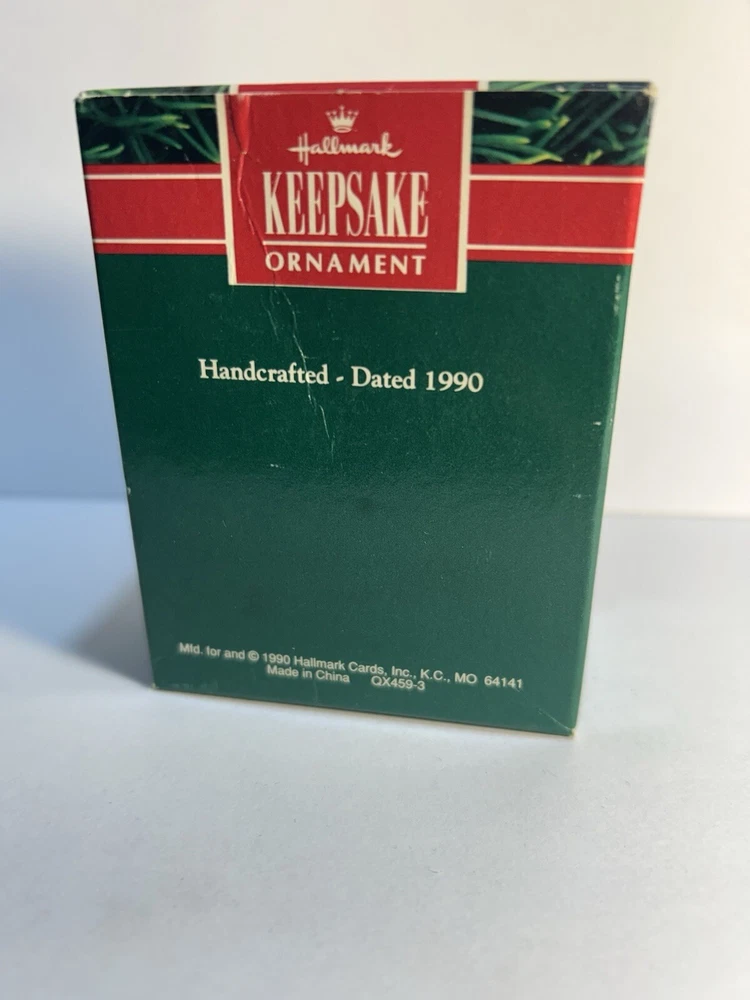 Hallmark
KEEPSAKE
ORNAMENT
Handcrafted - Dated 1990
Mfd. for and © 1990 Hallmark Cards, Inc., K.C., MO 64141
Made in China QX459-3